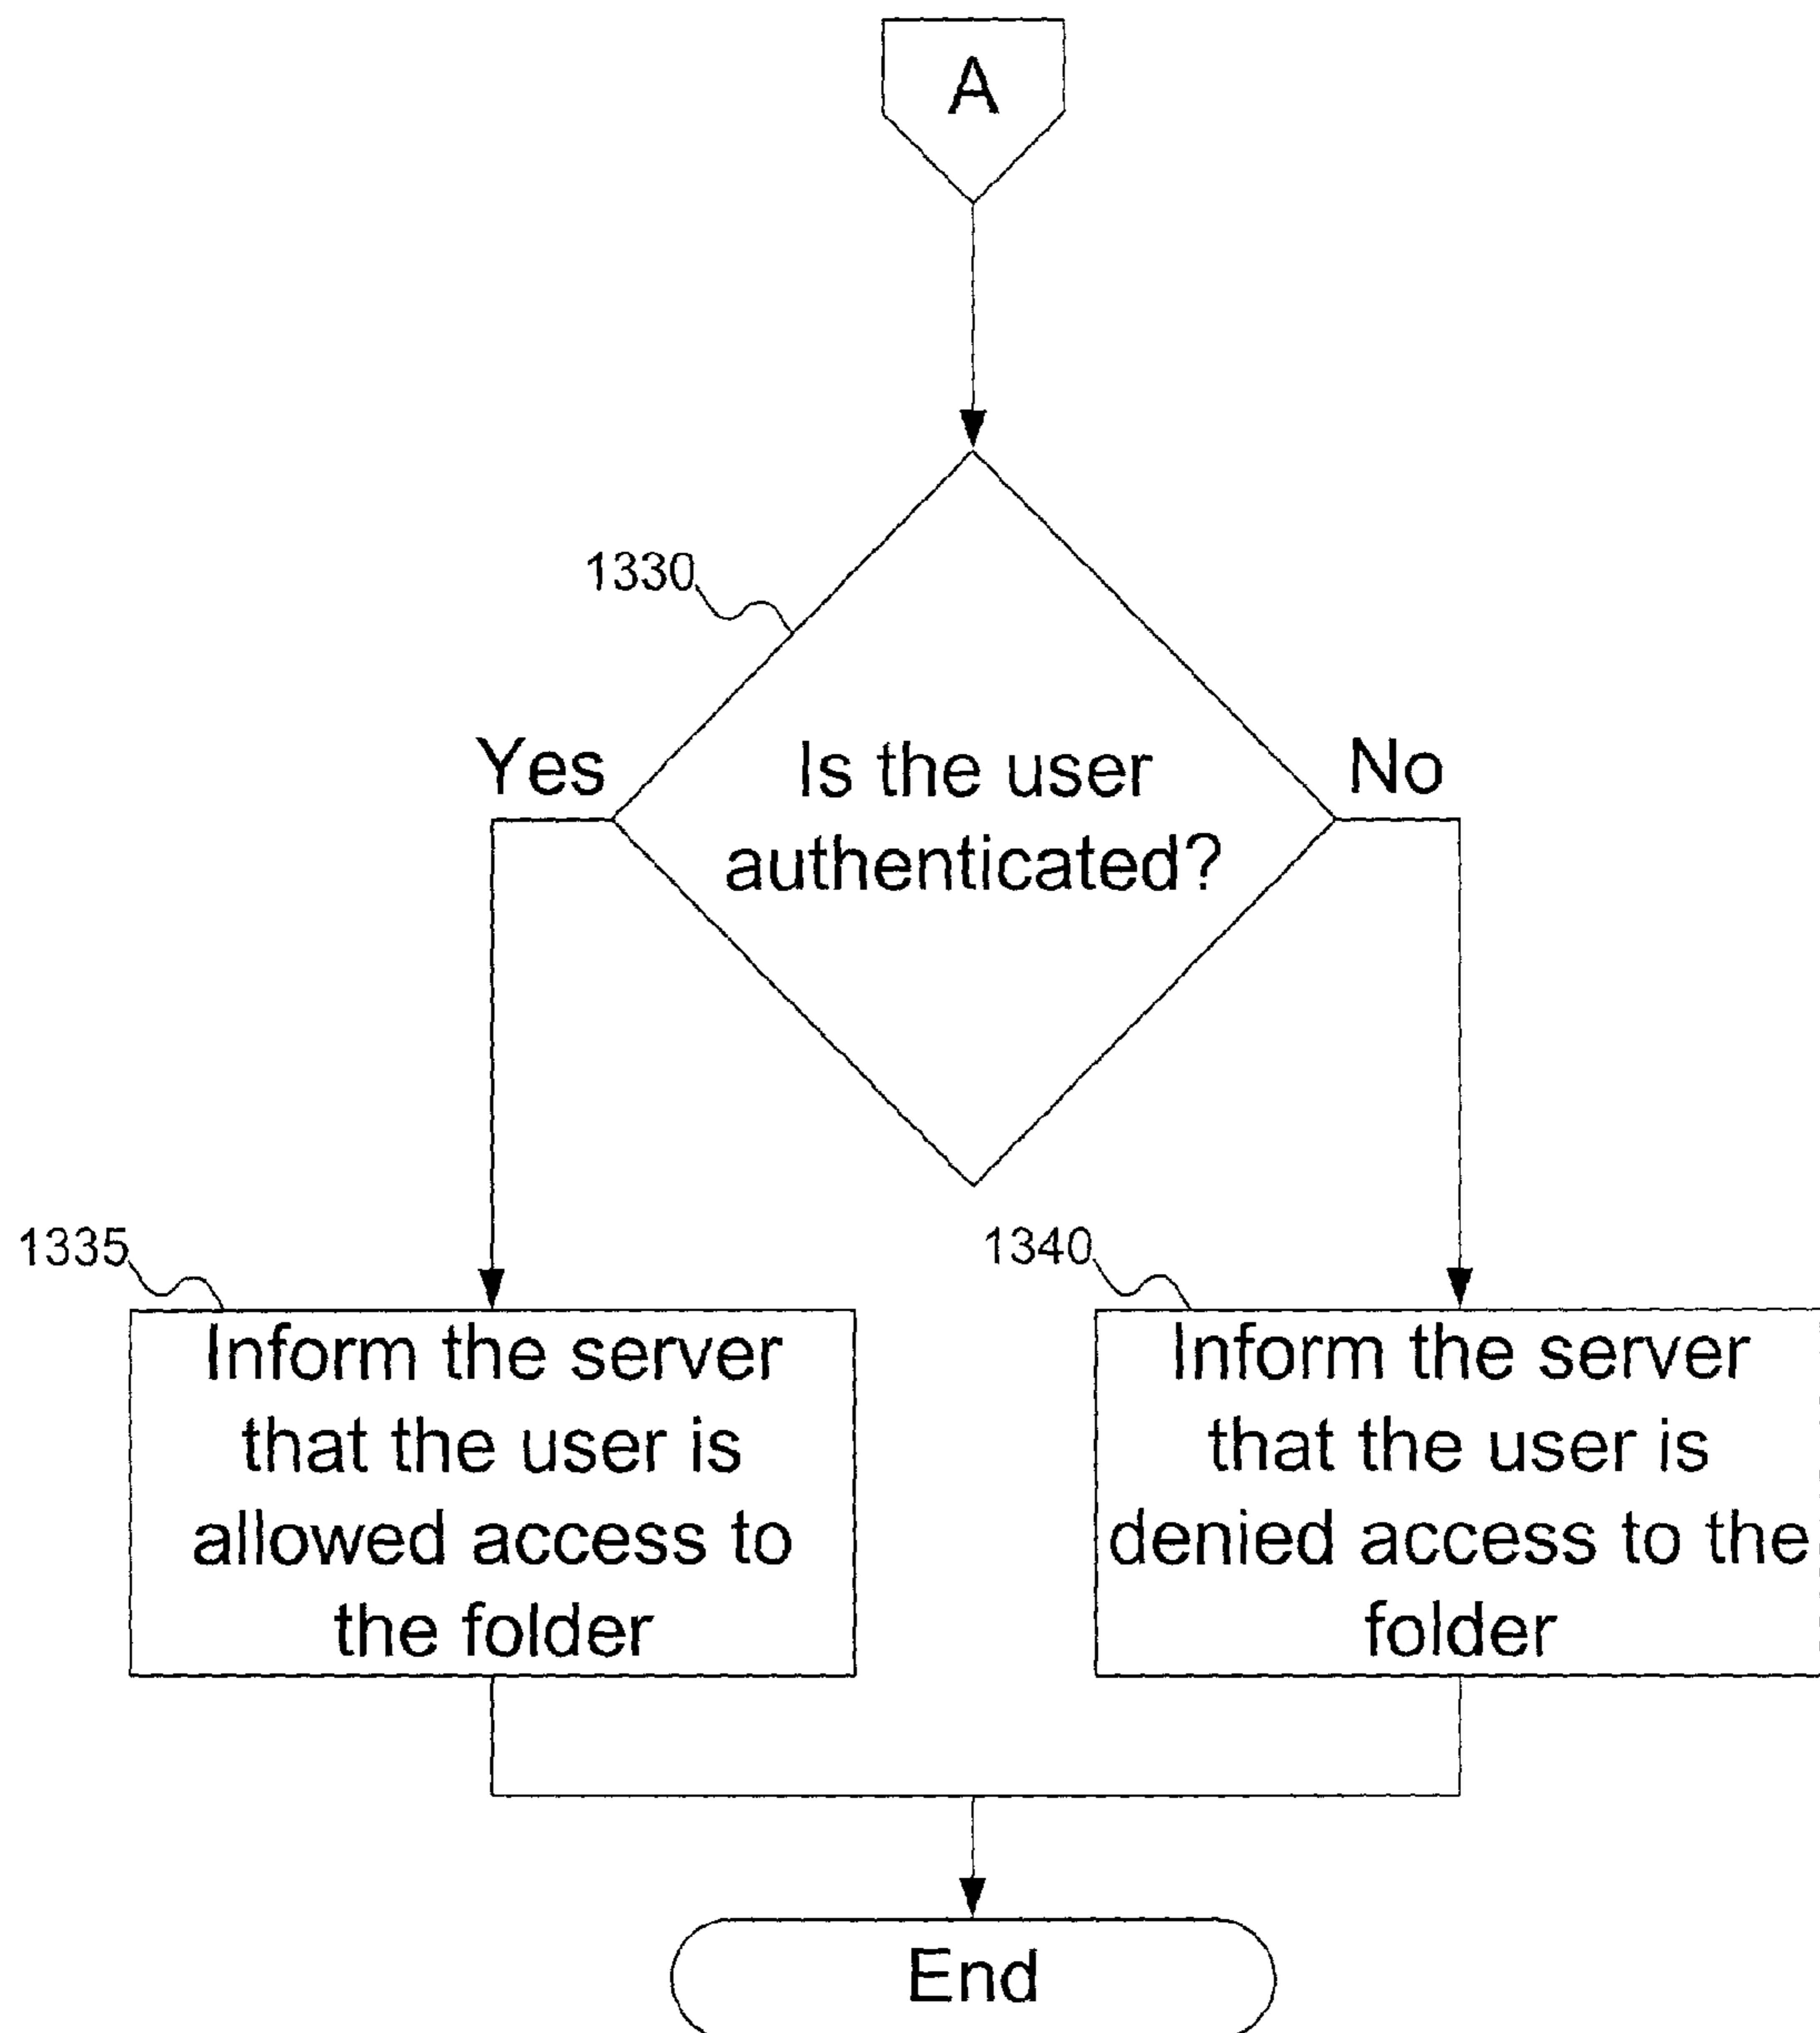 A
1330
Yes
Is the user
authenticated?
No
1335
Inform the server
that the user is
allowed access to
the folder
1340
Inform the server
that the user is
denied access to the
folder
End